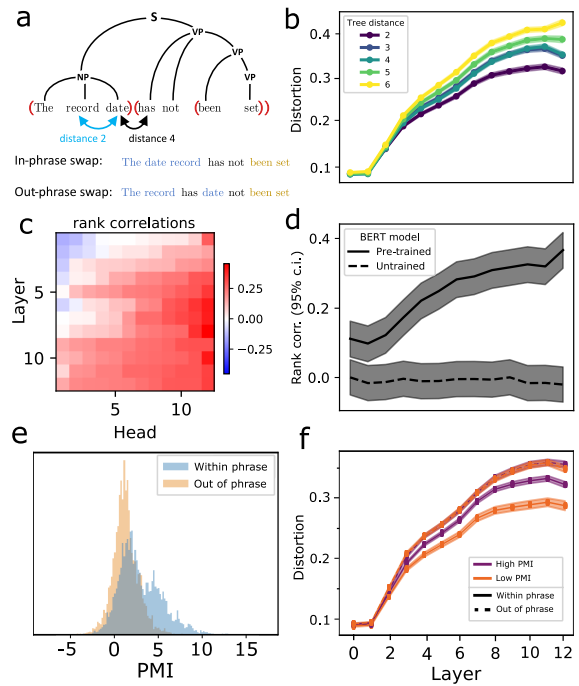 a
S
VP
NP
VP
VP
(The record date)(has not (been set))
distance 2
distance 4
In-phrase swap: The date record has not been set
Out-phrase swap: The record has date not been set
b
Tree distance
2
3
4
5
6
Distortion
0.4
0.3
0.2
0.1
c
rank correlations
Layer
5
10
5
10
Head
0.25
0.00
−0.25
d
BERT model
Pre-trained
Untrained
Rank corr. (95% c.i.)
0.4
0.2
0.0
e
Within phrase
Out of phrase
−5 0 5 10 15
PMI
f
Distortion
0.3
0.2
0.1
High PMI
Low PMI
Within phrase
Out of phrase
0 2 4 6 8 10 12
Layer